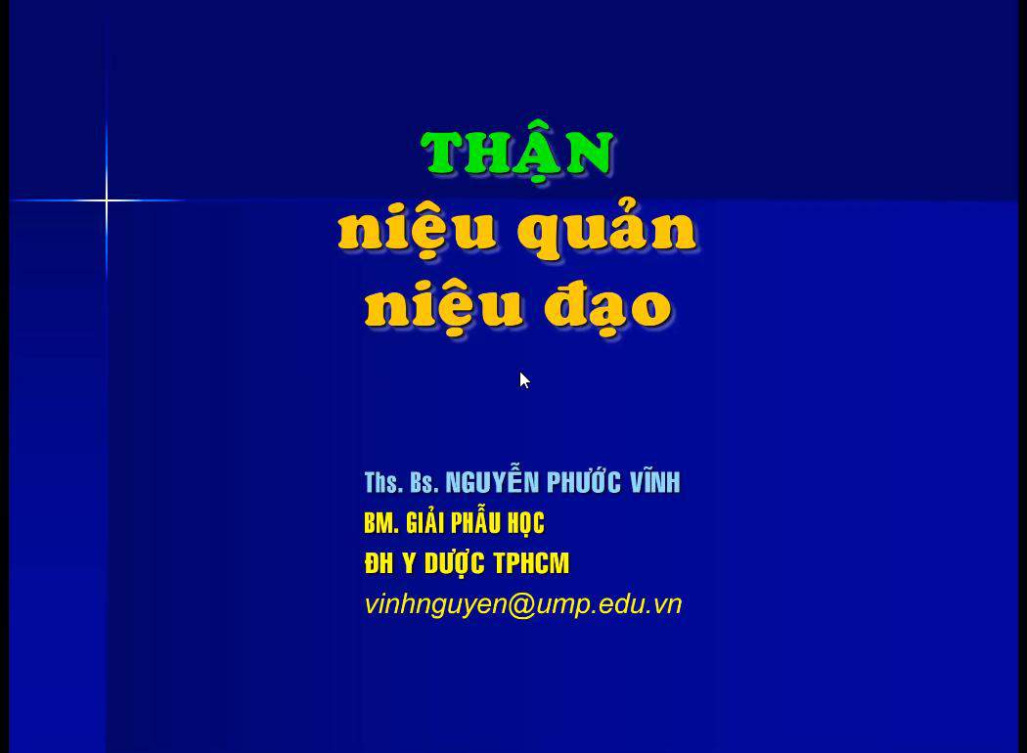 THẬN
niệu quản
niệu đạo
Ths. Bs. NGUYỄN PHƯỚC VĨNH
BM. GIẢI PHẪU HỌC
ĐH Y DƯỢC TPHCM
vinhnguyen@ump.edu.vn